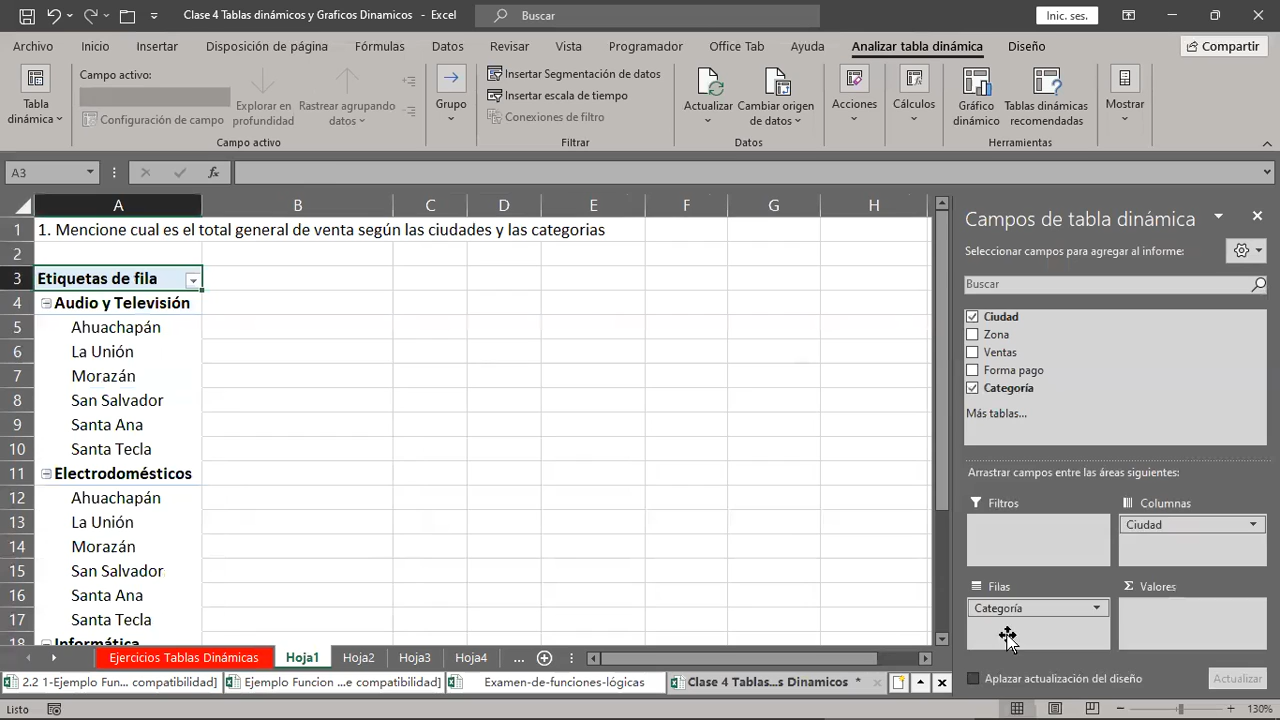 Clase 4 Tablas dinámicos y Graficos Dinamicos - Excel
Buscar
Inic. ses.
Archivo Inicio Insertar Disposición de página Fórmulas Datos Revisar Vista Programador Office Tab Ayuda Analizar tabla dinámica Diseño Compartir
Tabla dinámica
Campo activo:
Configuración de campo
Explorar en profundidad
Rastrear agrupando datos
Campo activo
Grupo
Insertar Segmentación de datos
Insertar escala de tiempo
Conexiones de filtro
Filtrar
Actualizar
Cambiar origen de datos
Datos
Acciones
Cálculos
Gráfico dinámico
Tablas dinámicas recomendadas
Herramientas
Mostrar
A3
fx
A B C D E F G H
1 1. Mencione cual es el total general de venta según las ciudades y las categorias
2
3 Etiquetas de fila
4 Audio y Televisión
5 Ahuachapán
6 La Unión
7 Morazán
8 San Salvador
9 Santa Ana
10 Santa Tecla
11 Electrodomésticos
12 Ahuachapán
13 La Unión
14 Morazán
15 San Salvador
16 Santa Ana
17 Santa Tecla
18 Informática
Campos de tabla dinámica
Seleccionar campos para agregar al informe:
Buscar
Ciudad
Zona
Ventas
Forma pago
Categoría
Más tablas...
Arrastrar campos entre las áreas siguientes:
Filtros
Columnas
Ciudad
Filas
Σ Valores
Categoría
Aplazar actualización del diseño
Actualizar
Ejercicios Tablas Dinámicas Hoja1 Hoja2 Hoja3 Hoja4 ...
2.2 1-Ejemplo Fun... compatibilidad] Ejemplo Funcion ...e compatibilidad] Examen-de-funciones-lógicas Clase 4 Tablas...s Dinamicos *
Listo
130%